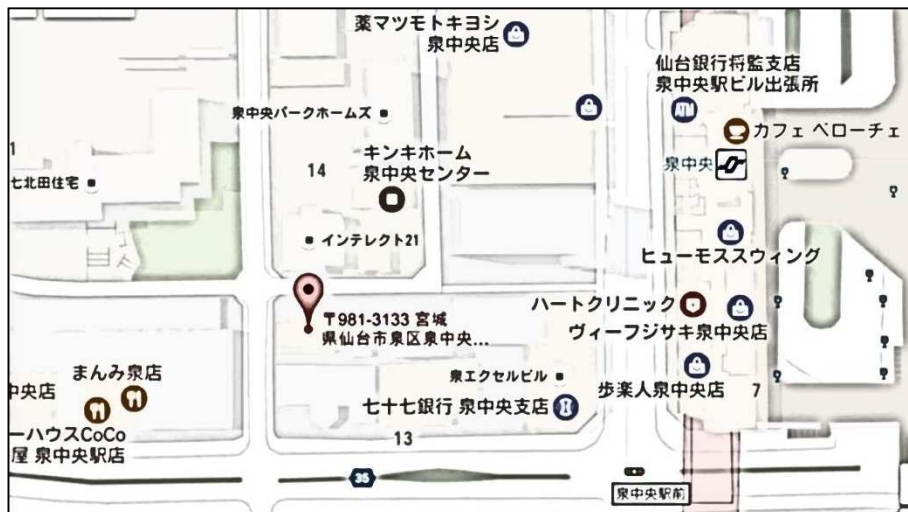 薬マツモトキヨシ
泉中央店
仙台銀行将監支店
泉中央駅ビル出張所
ATM
カフェ ベローチェ
泉中央パークホームズ
泉中央
1
キンキホーム
泉中央センター
14
七北田住宅
インテレクト21
ヒューモススウィング
ハートクリニック
ヴィーフジサキ泉中央店
〒981-3133 宮城
県仙台市泉区泉中央...
まんみ泉店
泉エクセルビル
歩楽人泉中央店
7
中央店
七十七銀行 泉中央支店
ーハウスCoCo
屋 泉中央駅店
13
35
泉中央駅前